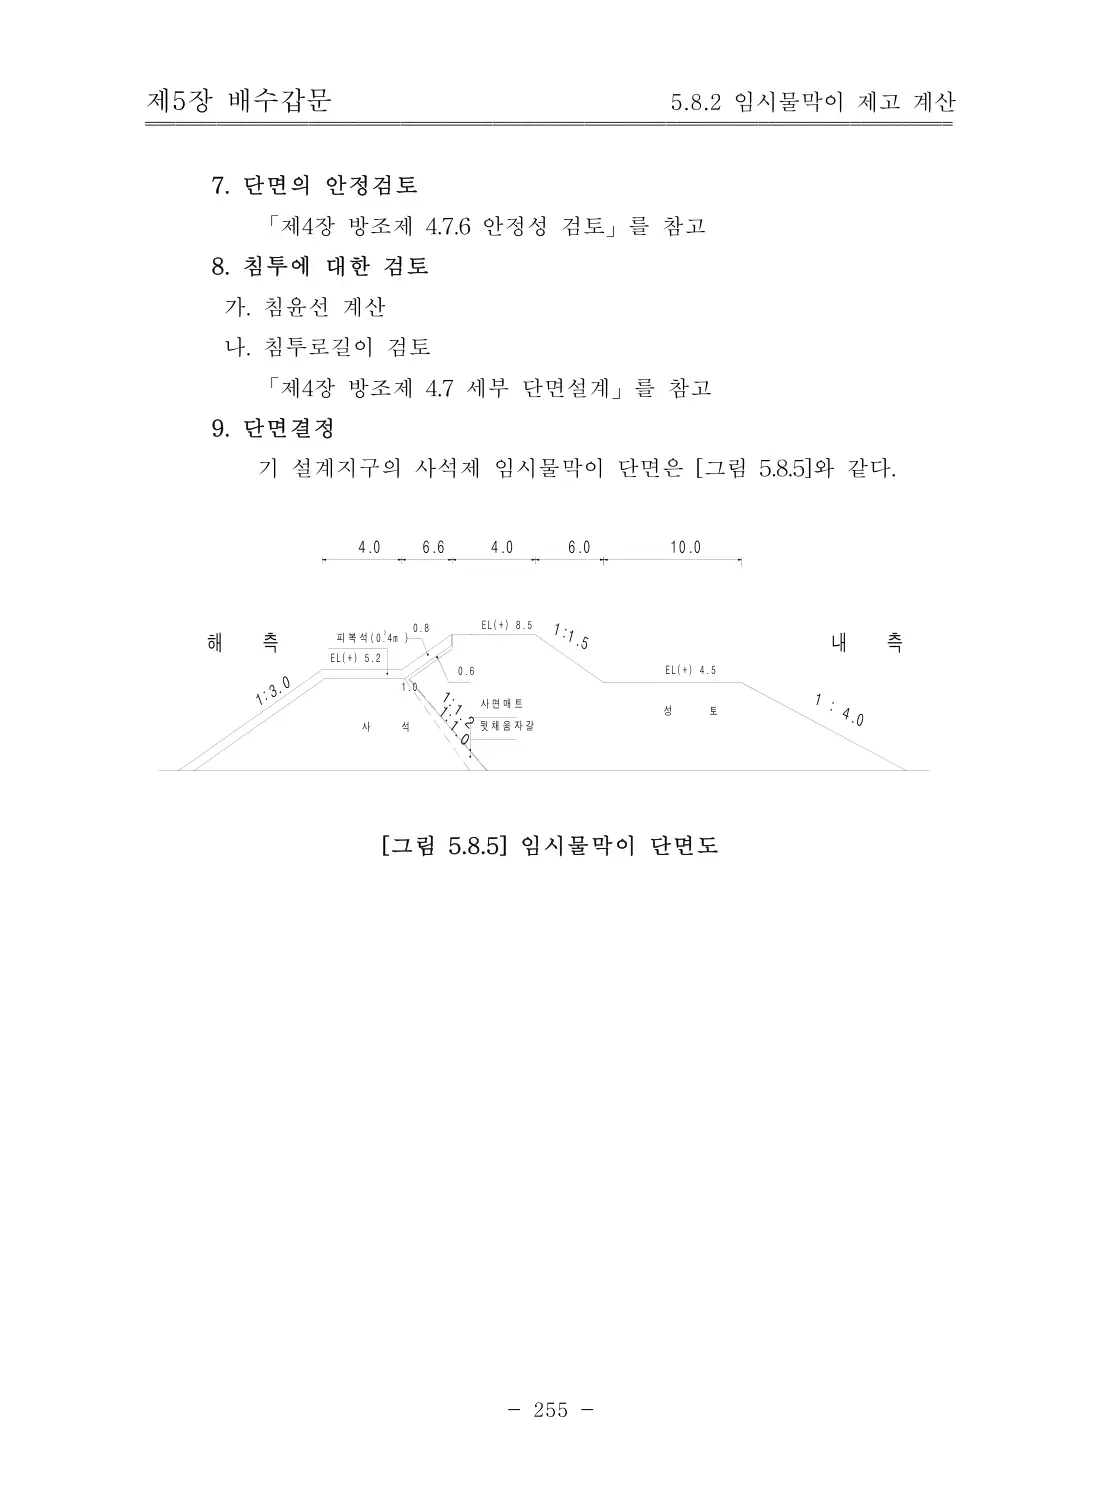 제5장 배수갑문 5.8.2 임시물막이 제고 계산
7. 단면의 안정검토
「제4장 방조제 4.7.6 안정성 검토」를 참고
8. 침투에 대한 검토
가. 침윤선 계산
나. 침투로길이 검토
「제4장 방조제 4.7 세부 단면설계」를 참고
9. 단면결정
기 설계지구의 사석제 임시물막이 단면은 [그림 5.8.5]와 같다.
4.0 6.6 4.0 6.0 10.0
해 측
피복석(0.4m³)
0.8
EL(+) 8.5
1:1.5
내 측
EL(+) 5.2
0.6
EL(+) 4.5
1:3.0
1.0
1:1.2
1:1.0
사면매트
뒷채움자갈
사 석
성 토
1 : 4.0
[그림 5.8.5] 임시물막이 단면도
- 255 -